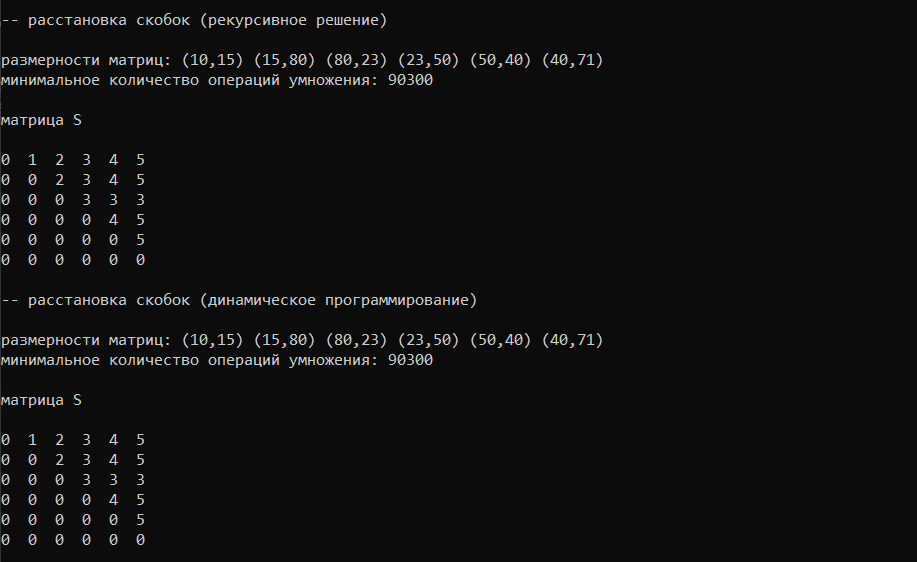 -- расстановка скобок (рекурсивное решение)
размерности матриц: (10,15) (15,80) (80,23) (23,50) (50,40) (40,71)
минимальное количество операций умножения: 90300
матрица S
0  1  2  3  4  5
0  0  2  3  4  5
0  0  0  3  3  3
0  0  0  0  4  5
0  0  0  0  0  5
0  0  0  0  0  0
-- расстановка скобок (динамическое программирование)
размерности матриц: (10,15) (15,80) (80,23) (23,50) (50,40) (40,71)
минимальное количество операций умножения: 90300
матрица S
0  1  2  3  4  5
0  0  2  3  4  5
0  0  0  3  3  3
0  0  0  0  4  5
0  0  0  0  0  5
0  0  0  0  0  0